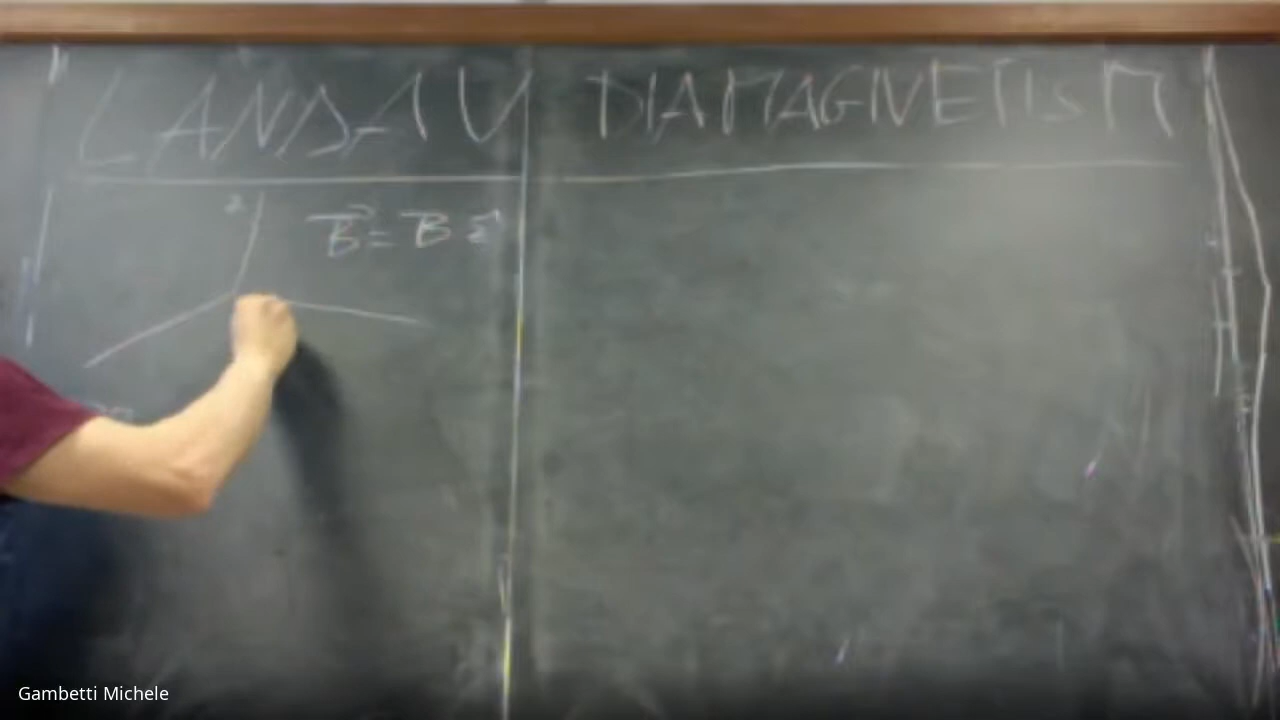 LANDAU DIAMAGNETISM
z
B⃗ = B ẑ
Gambetti Michele